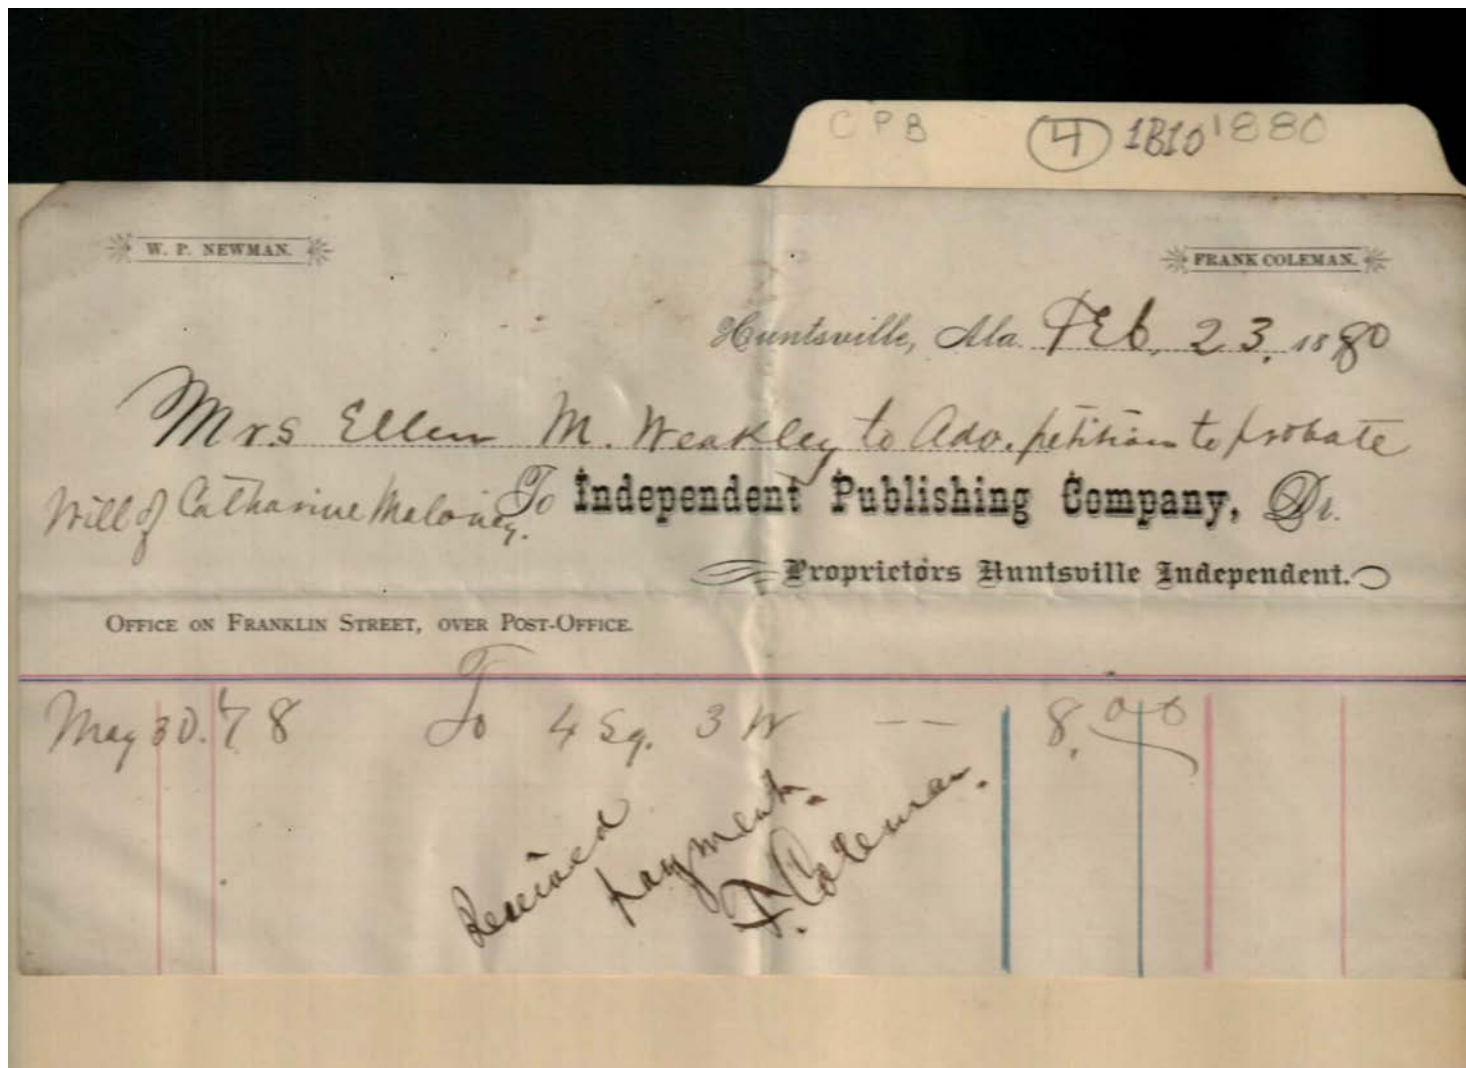 CPB 4 1B10 1880
W. P. NEWMAN. FRANK COLEMAN.
Huntsville, Ala. Feb. 23. 1880
Mrs Ellen M. Weakley to Adv. petition to probate
Will of Catharine Maloney. To Independent Publishing Company, Dr.
Proprietors Huntsville Independent.
OFFICE ON FRANKLIN STREET, OVER POST-OFFICE.
May 30. 78 To 4 Sq. 3 W -- 8.00
Received
payment.
F. Coleman.